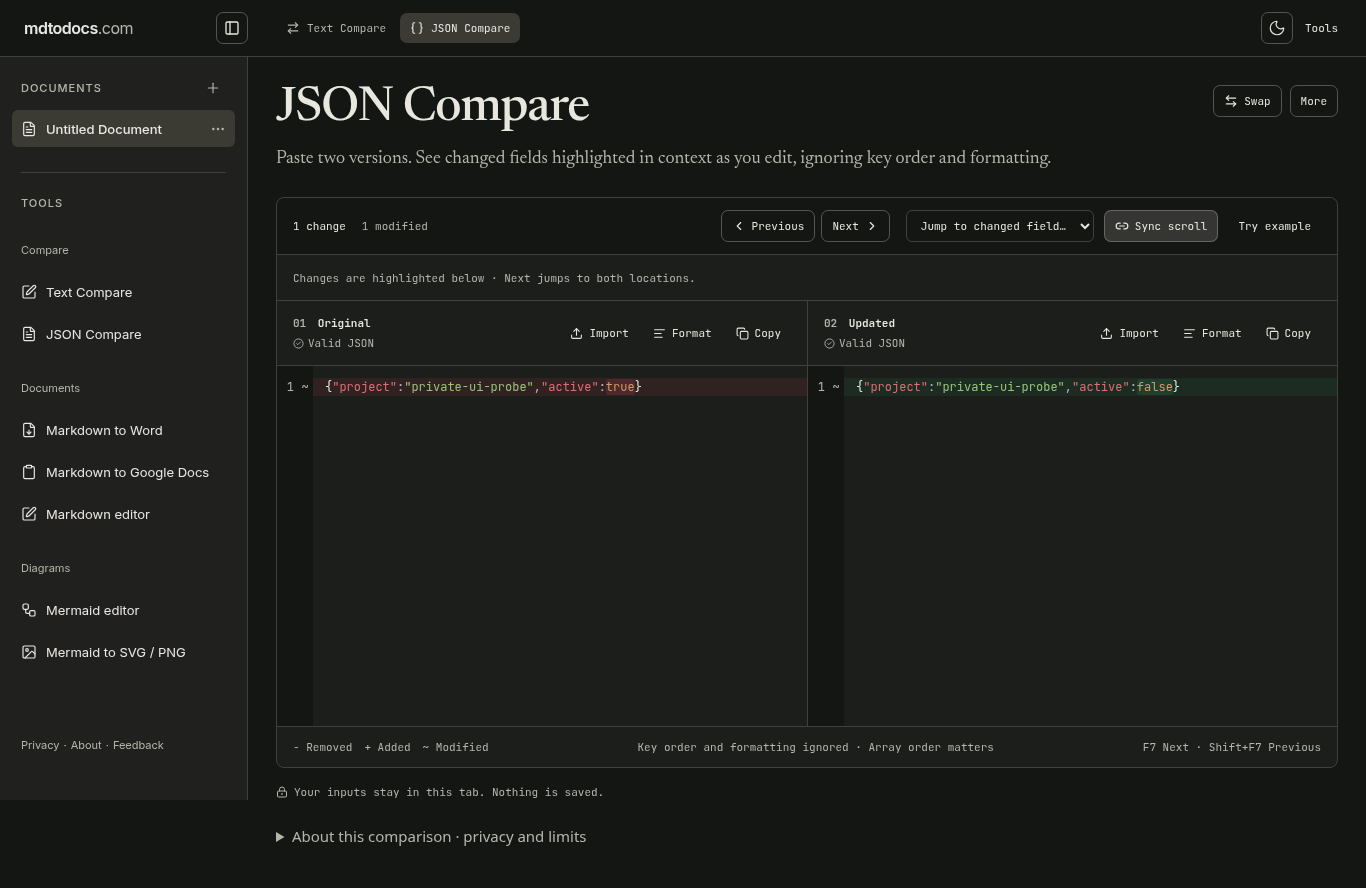 mdtodocs.com
Text Compare
{} JSON Compare
Tools
DOCUMENTS
Untitled Document
TOOLS
Compare
Text Compare
JSON Compare
Documents
Markdown to Word
Markdown to Google Docs
Markdown editor
Diagrams
Mermaid editor
Mermaid to SVG / PNG
Privacy · About · Feedback
JSON Compare
Swap
More
Paste two versions. See changed fields highlighted in context as you edit, ignoring key order and formatting.
1 change 1 modified
Previous
Next
Jump to changed field…
Sync scroll
Try example
Changes are highlighted below · Next jumps to both locations.
01 Original
Valid JSON
Import
Format
Copy
02 Updated
Valid JSON
Import
Format
Copy
1 ~ {"project":"private-ui-probe","active":true}
1 ~ {"project":"private-ui-probe","active":false}
- Removed + Added ~ Modified
Key order and formatting ignored · Array order matters
F7 Next · Shift+F7 Previous
Your inputs stay in this tab. Nothing is saved.
About this comparison · privacy and limits